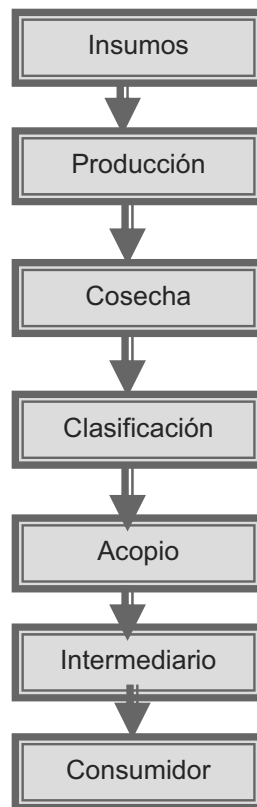 Insumos
Producción
Cosecha
Clasificación
Acopio
Intermediario
Consumidor